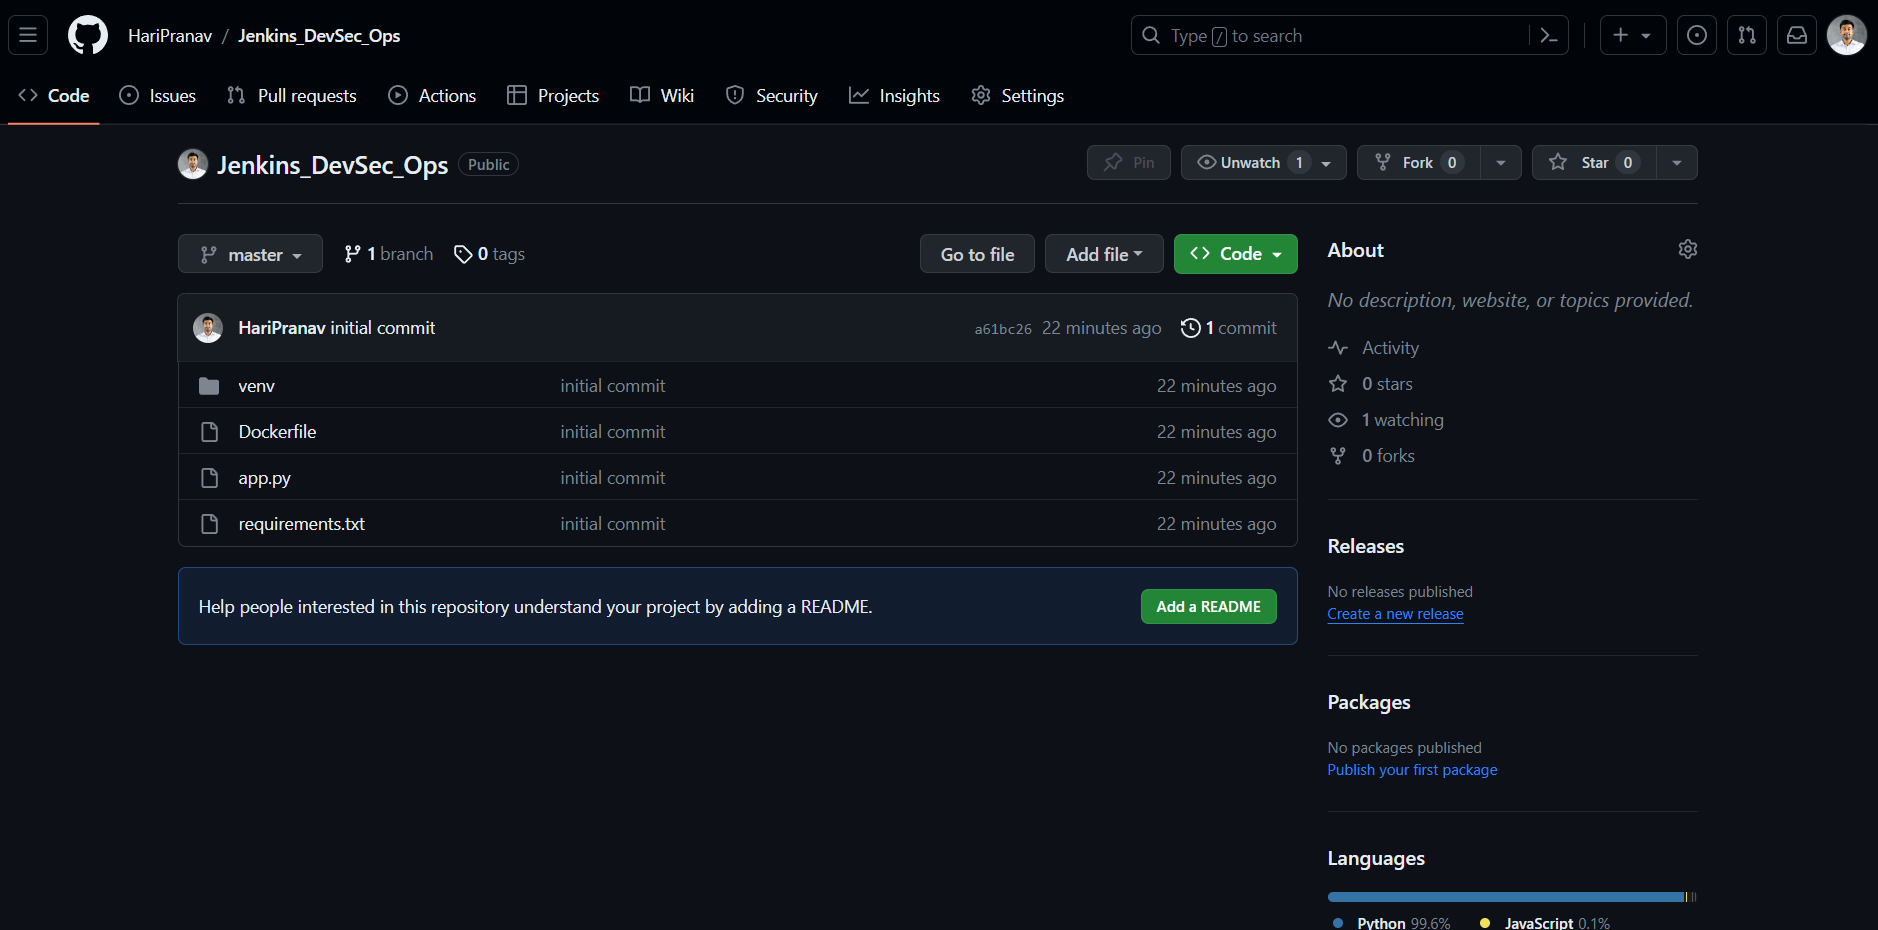 HariPranav / Jenkins_DevSec_Ops
Type / to search
Code Issues Pull requests Actions Projects Wiki Security Insights Settings
Jenkins_DevSec_Ops Public
Pin Unwatch 1 Fork 0 Star 0
master 1 branch 0 tags
Go to file Add file Code
HariPranav initial commit a61bc26 22 minutes ago 1 commit
venv initial commit 22 minutes ago
Dockerfile initial commit 22 minutes ago
app.py initial commit 22 minutes ago
requirements.txt initial commit 22 minutes ago
Help people interested in this repository understand your project by adding a README. Add a README
About
No description, website, or topics provided.
Activity
0 stars
1 watching
0 forks
Releases
No releases published
Create a new release
Packages
No packages published
Publish your first package
Languages
Python 99.6% JavaScript 0.1%